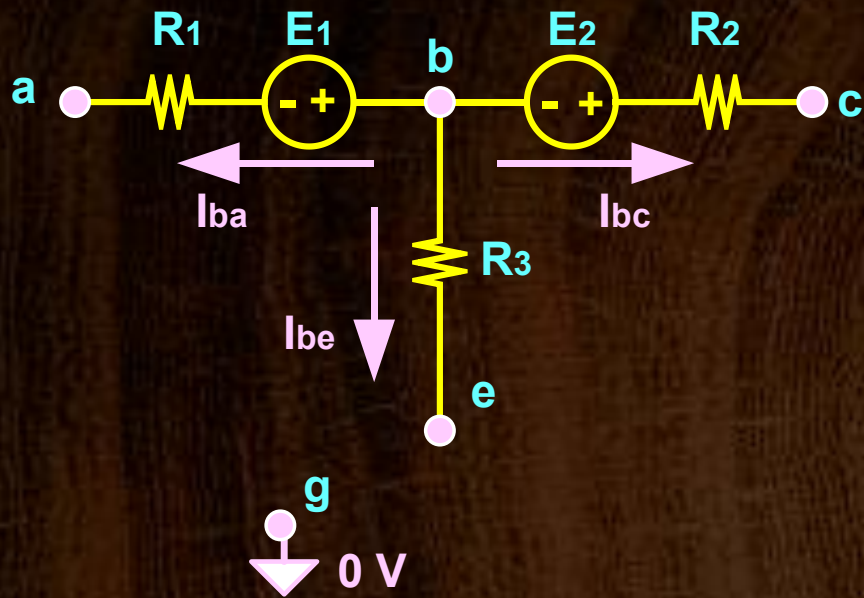 R1 E1 E2 R2
a b c
- + - +
Iba Ibc
R3
Ibe
e
g
0 V